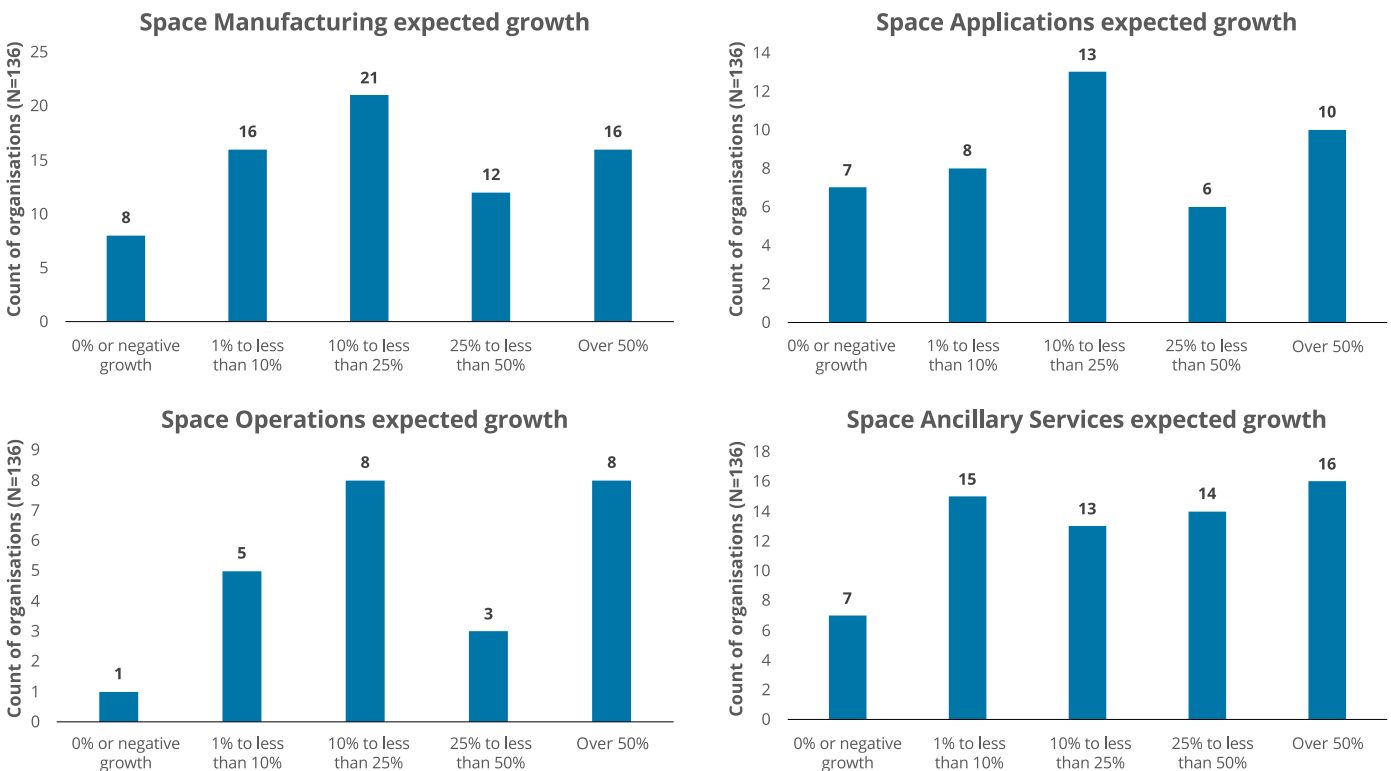 Space Manufacturing expected growth
Count of organisations (N=136)
25
20
15
10
5
0
8
16
21
12
16
0% or negative
growth
1% to less
than 10%
10% to less
than 25%
25% to less
than 50%
Over 50%
Space Applications expected growth
Count of organisations (N=136)
14
12
10
8
6
4
2
0
7
8
13
6
10
0% or negative
growth
1% to less
than 10%
10% to less
than 25%
25% to less
than 50%
Over 50%
Space Operations expected growth
Count of organisations (N=136)
9
8
7
6
5
4
3
2
1
0
1
5
8
3
8
0% or negative
growth
1% to less
than 10%
10% to less
than 25%
25% to less
than 50%
Over 50%
Space Ancillary Services expected growth
Count of organisations (N=136)
18
16
14
12
10
8
6
4
2
0
7
15
13
14
16
0% or negative
growth
1% to less
than 10%
10% to less
than 25%
25% to less
than 50%
Over 50%